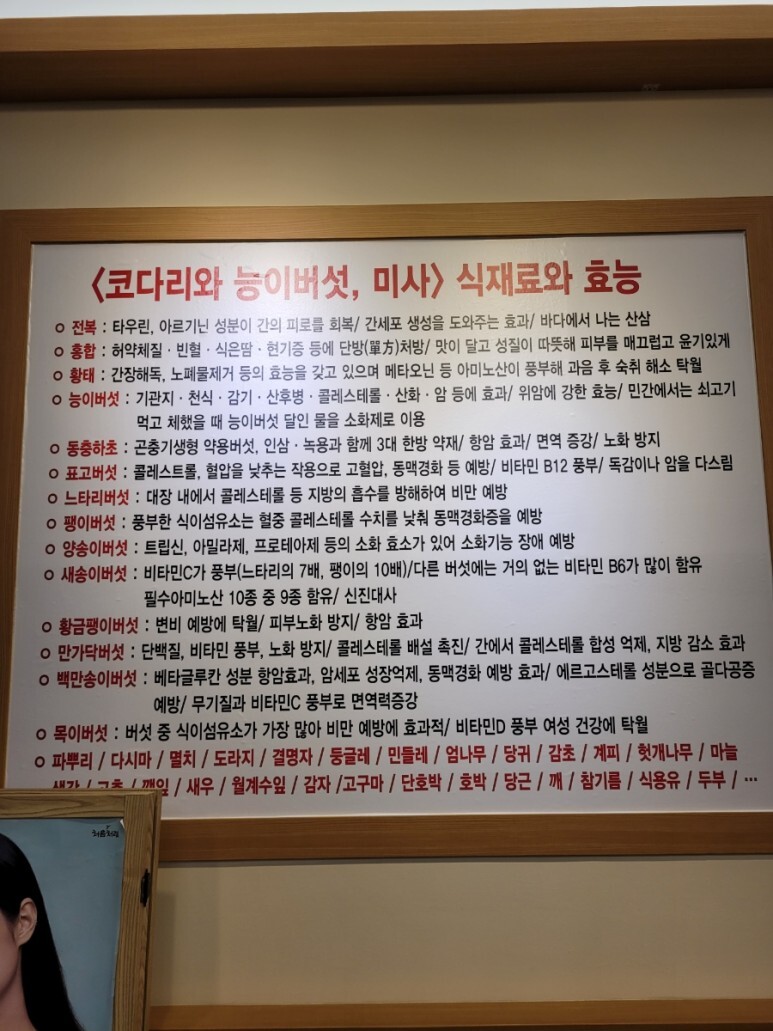 <코다리와 능이버섯, 미사> 식재료와 효능
○ 전복 : 타우린, 아르기닌 성분이 간의 피로를 회복/ 간세포 생성을 도와주는 효과/ 바다에서 나는 산삼
○ 홍합 : 허약체질 · 빈혈 · 식은땀 · 현기증 등에 단방(單方)처방/ 맛이 달고 성질이 따뜻해 피부를 매끄럽고 윤기있게
○ 황태 : 간장해독, 노폐물제거 등의 효능을 갖고 있으며 메타오닌 등 아미노산이 풍부해 과음 후 숙취 해소 탁월
○ 능이버섯 : 기관지 · 천식 · 감기 · 산후병 · 콜레스테롤 · 산화 · 암 등에 효과/ 위암에 강한 효능/ 민간에서는 쇠고기
먹고 체했을 때 능이버섯 달인 물을 소화제로 이용
○ 동충하초 : 곤충기생형 약용버섯, 인삼 · 녹용과 함께 3대 한방 약재/ 항암 효과/ 면역 증강/ 노화 방지
○ 표고버섯 : 콜레스트롤, 혈압을 낮추는 작용으로 고혈압, 동맥경화 등 예방/ 비타민 B12 풍부/ 독감이나 암을 다스림
○ 느타리버섯 : 대장 내에서 콜레스테롤 등 지방의 흡수를 방해하여 비만 예방
○ 팽이버섯 : 풍부한 식이섬유소는 혈중 콜레스테롤 수치를 낮춰 동맥경화증을 예방
○ 양송이버섯 : 트립신, 아밀라제, 프로테아제 등의 소화 효소가 있어 소화기능 장애 예방
○ 새송이버섯 : 비타민C가 풍부(느타리의 7배, 팽이의 10배)/다른 버섯에는 거의 없는 비타민 B6가 많이 함유
필수아미노산 10종 중 9종 함유/ 신진대사
○ 황금팽이버섯 : 변비 예방에 탁월/ 피부노화 방지/ 항암 효과
○ 만가닥버섯 : 단백질, 비타민 풍부, 노화 방지/ 콜레스테롤 배설 촉진/ 간에서 콜레스테롤 합성 억제, 지방 감소 효과
○ 백만송이버섯 : 베타글루칸 성분 항암효과, 암세포 성장억제, 동맥경화 예방 효과/ 에르고스테롤 성분으로 골다공증
예방/ 무기질과 비타민C 풍부로 면역력증강
○ 목이버섯 : 버섯 중 식이섬유소가 가장 많아 비만 예방에 효과적/ 비타민D 풍부 여성 건강에 탁월
○ 파뿌리 / 다시마 / 멸치 / 도라지 / 결명자 / 둥글레 / 민들레 / 엄나무 / 당귀 / 감초 / 계피 / 헛개나무 / 마늘
생강 / 고추 / 깻잎 / 새우 / 월계수잎 / 감자 /고구마 / 단호박 / 호박 / 당근 / 깨 / 참기름 / 식용유 / 두부 / ...